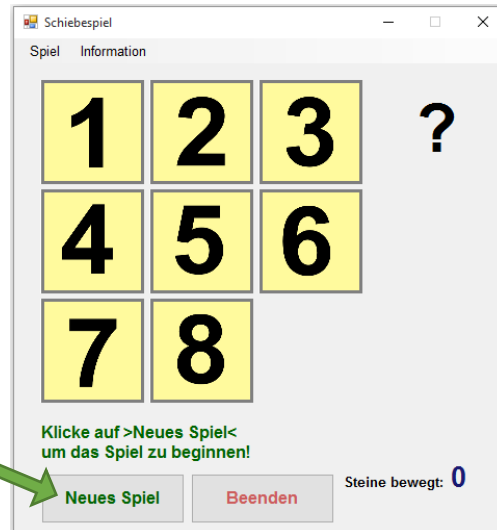 Schiebespiel
Spiel Information
1 2 3 ?
4 5 6
7 8
Klicke auf >Neues Spiel<
um das Spiel zu beginnen!
Neues Spiel Beenden Steine bewegt: 0